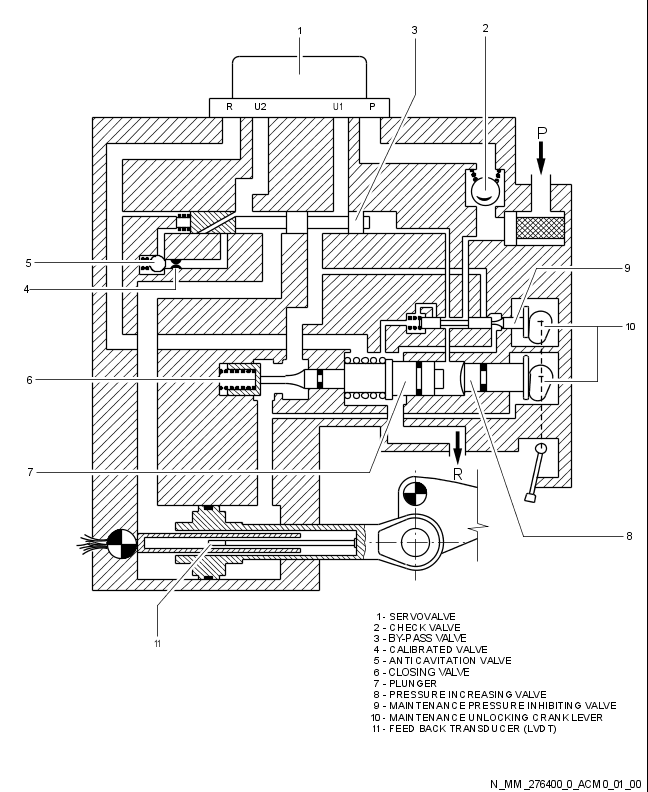 1
3
2
R U2 U1 P
P
5
4
9
10
6
7
R
8
11
1 - SERVOVALVE
2 - CHECK VALVE
3 - BY-PASS VALVE
4 - CALIBRATED VALVE
5 - ANTICAVITATION VALVE
6 - CLOSING VALVE
7 - PLUNGER
8 - PRESSURE INCREASING VALVE
9 - MAINTENANCE PRESSURE INHIBITING VALVE
10 - MAINTENANCE UNLOCKING CRANK LEVER
11 - FEED BACK TRANSDUCER (LVDT)
N_MM_276400_0_ACM0_01_00